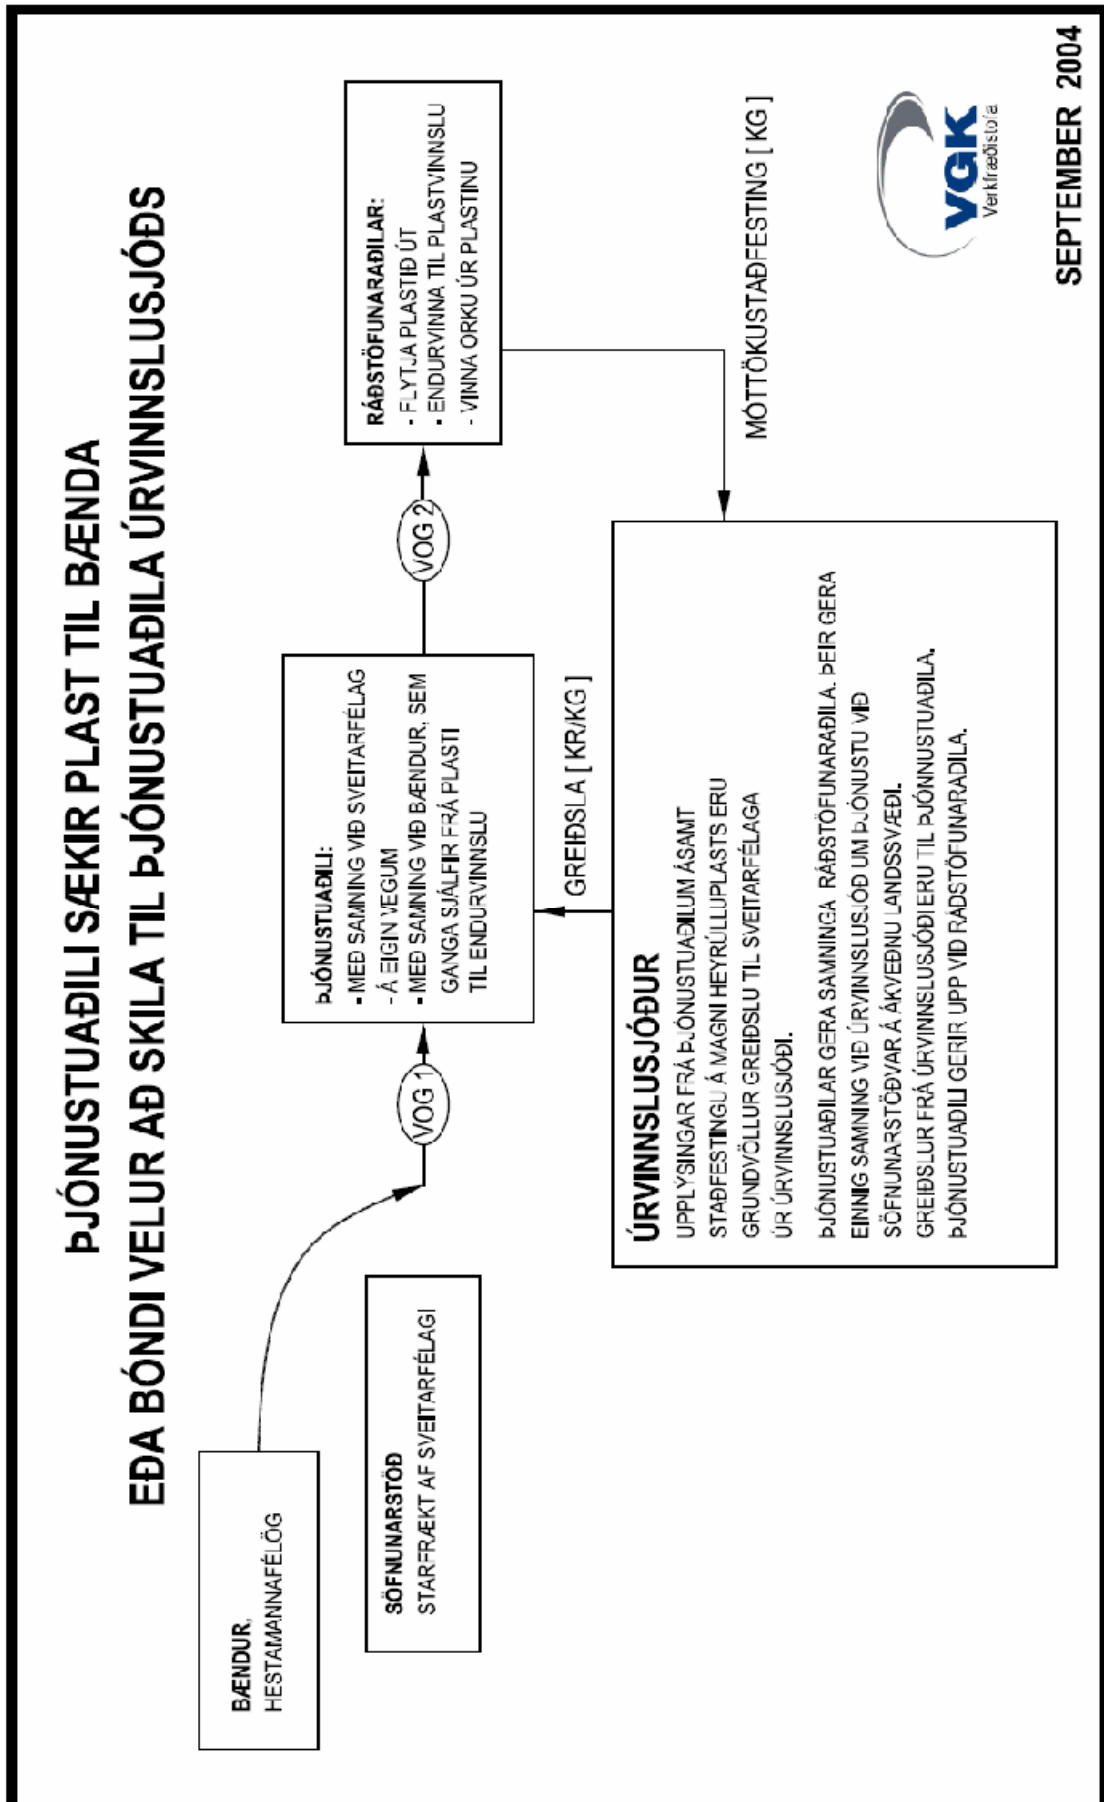 ÞJÓNUSTUAÐILI SÆKIR PLAST TIL BÆNDA
EÐA BÓNDI VELUR AÐ SKILA TIL ÞJÓNUSTUAÐILA ÚRVINNSLUSJÓÐS
BÆNDUR,
HESTAMANNAFÉLÖG
SÖFNUNARSTÖÐ
STARFRÆKT AF SVEITARFÉLAGI
VOG 1
ÞJÓNUSTUAÐILI:
- MEÐ SAMNING VIÐ SVEITARFÉLAG
- Á EIGIN VEGUM
- MEÐ SAMNING VIÐ BÆNDUR, SEM
GANGA SJÁLFIR FRÁ PLASTI
TIL ENDURVINNSLU
VOG 2
RÁÐSTÖFUNARAÐILAR:
- FLYTJA PLASTIÐ ÚT
- ENDURVINNA TIL PLASTVINNSLU
- VINNA ORKU ÚR PLASTINU
GREIÐSLA [ KR/KG ]
MÓTTÖKUSTAÐFESTING [ KG ]
ÚRVINNSLUSJÓÐUR
UPPLÝSINGAR FRÁ ÞJÓNUSTUAÐILUM ÁSAMT
STAÐFESTINGU Á MAGNI HEYRÚLLUPLASTS ERU
GRUNDVÖLLUR GREIÐSLU TIL SVEITARFÉLAGA
ÚR ÚRVINNSLUSJÓÐI.
ÞJÓNUSTUAÐILAR GERA SAMNINGA RÁÐSTÖFUNARAÐILA. ÞEIR GERA
EINNIG SAMNING VIÐ ÚRVINNSLUSJÓÐ UM ÞJÓNUSTU VIÐ
SÖFNUNARSTÖÐVAR Á ÁKVEÐNU LANDSSVÆÐI.
GREIÐSLUR FRÁ ÚRVINNSLUSJÓÐI ERU TIL ÞJÓNNUSTUAÐILA.
ÞJÓNUSTUAÐILI GERIR UPP VIÐ RÁÐSTÖFUNARAÐILA.
VGK
Verkfræðistofa
SEPTEMBER 2004